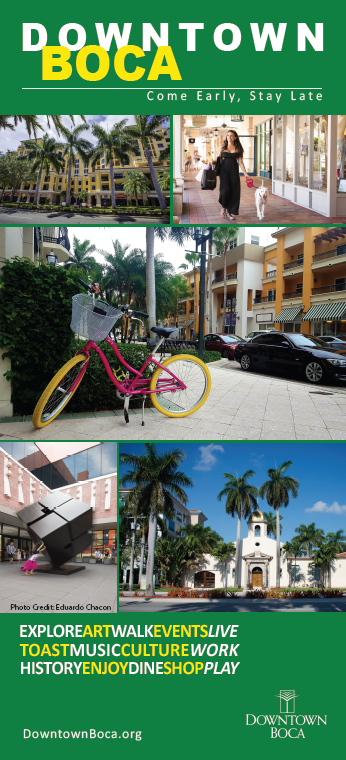 DOWNTOWN
BOCA
Come Early, Stay Late
Photo Credit: Eduardo Chacon
EXPLOREARTWALKEVENTSLIVE
TOASTMUSICCULTUREWORK
HISTORYENJOYDINESHOPPLAY
DowntownBoca.org
DOWNTOWN
BOCA